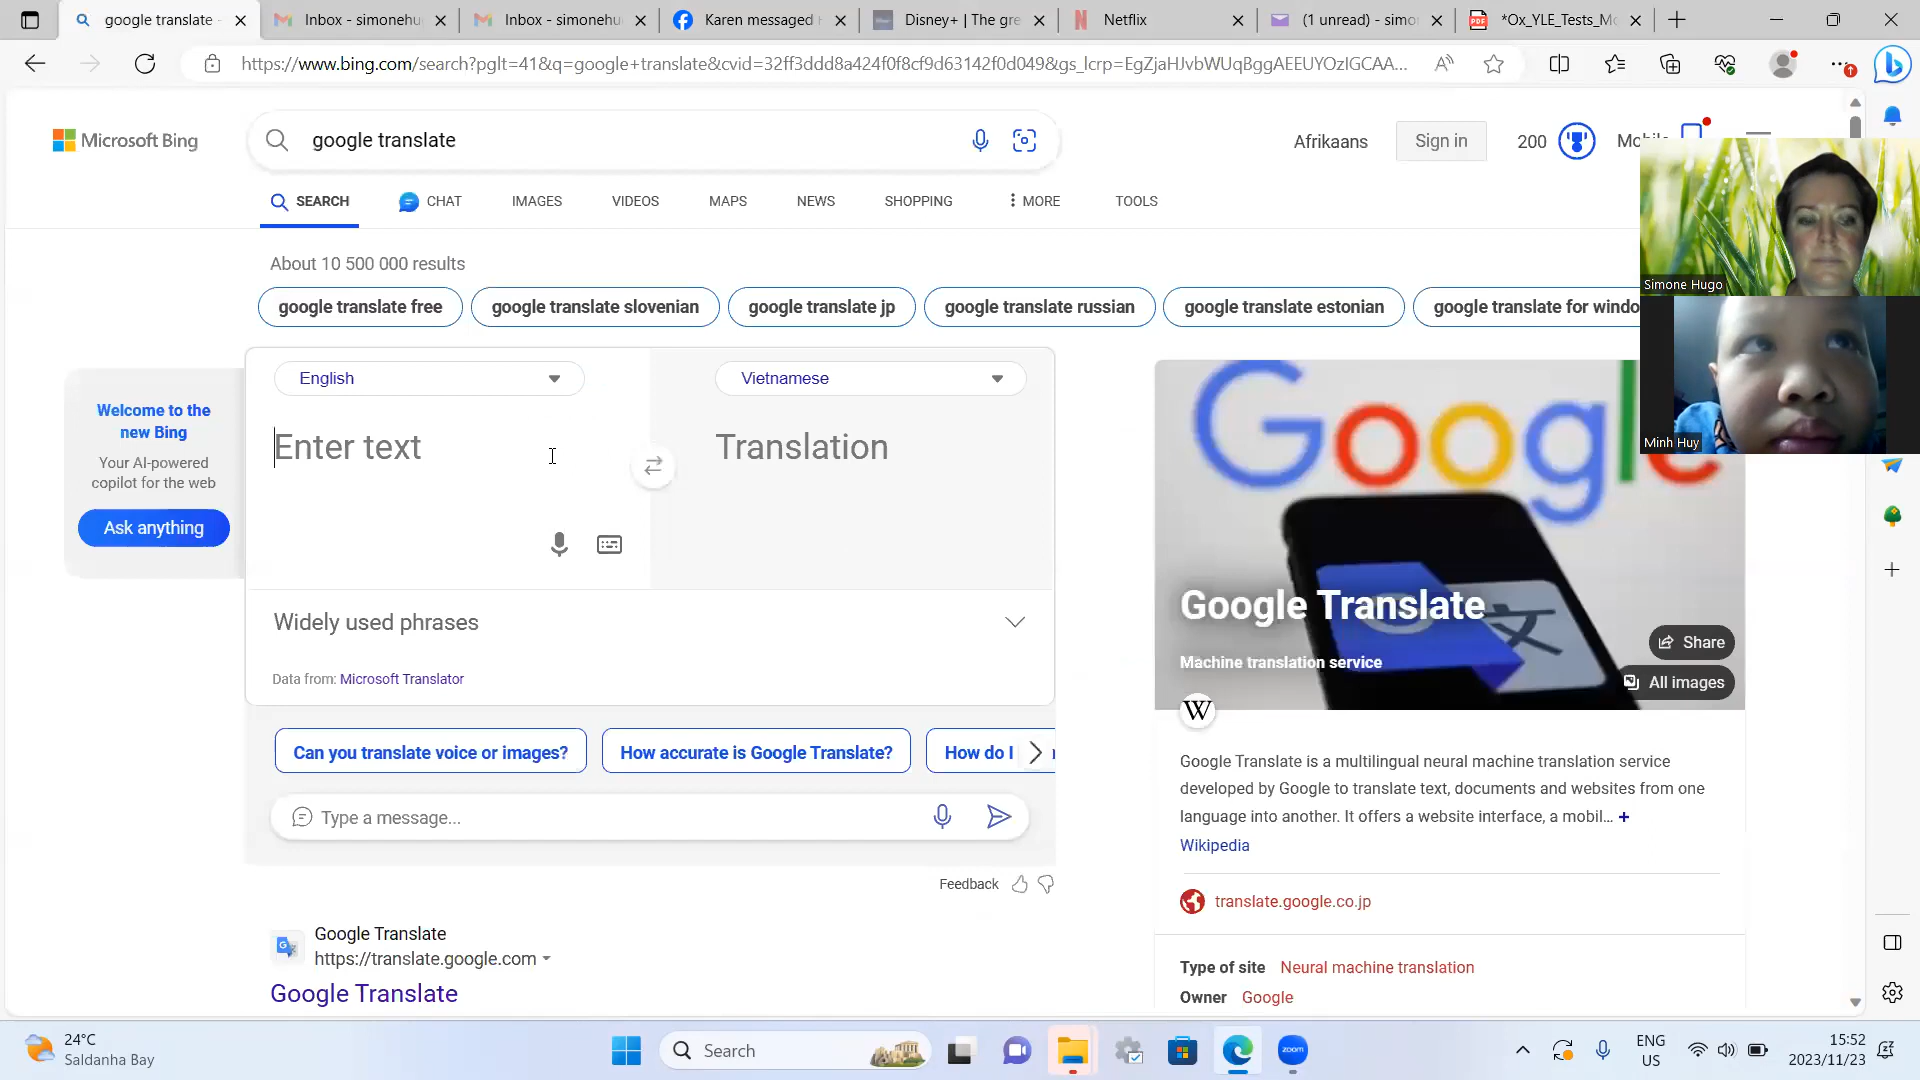 google translate -
Inbox - simonehu
Inbox - simonehu
Karen messaged
Disney+ | The gre
Netflix
(1 unread) - simo
*Ox_YLE_Tests_Mo
https://www.bing.com/search?pglt=41&q=google+translate&cvid=32ff3ddd8a424f0f8cf9d63142f0d049&gs_lcrp=EgZjaHJvbWUqBggAEEUYOzIGCAA...
Microsoft Bing
google translate
Afrikaans
Sign in
200
SEARCH
CHAT
IMAGES
VIDEOS
MAPS
NEWS
SHOPPING
MORE
TOOLS
Simone Hugo
About 10 500 000 results
google translate free
google translate slovenian
google translate jp
google translate russian
google translate estonian
google translate for windo
Welcome to the
new Bing
Your AI-powered
copilot for the web
Ask anything
English
Vietnamese
Enter text
Translation
Minh Huy
Google
Widely used phrases
Data from: Microsoft Translator
Google Translate
Machine translation service
Share
All images
W
Can you translate voice or images?
How accurate is Google Translate?
How do I
Type a message...
Feedback
Google Translate is a multilingual neural machine translation service
developed by Google to translate text, documents and websites from one
language into another. It offers a website interface, a mobil... +
Wikipedia
translate.google.co.jp
Type of site Neural machine translation
Owner Google
Google Translate
https://translate.google.com
Google Translate
24°C
Saldanha Bay
Search
zoom
ENG
US
15:52
2023/11/23